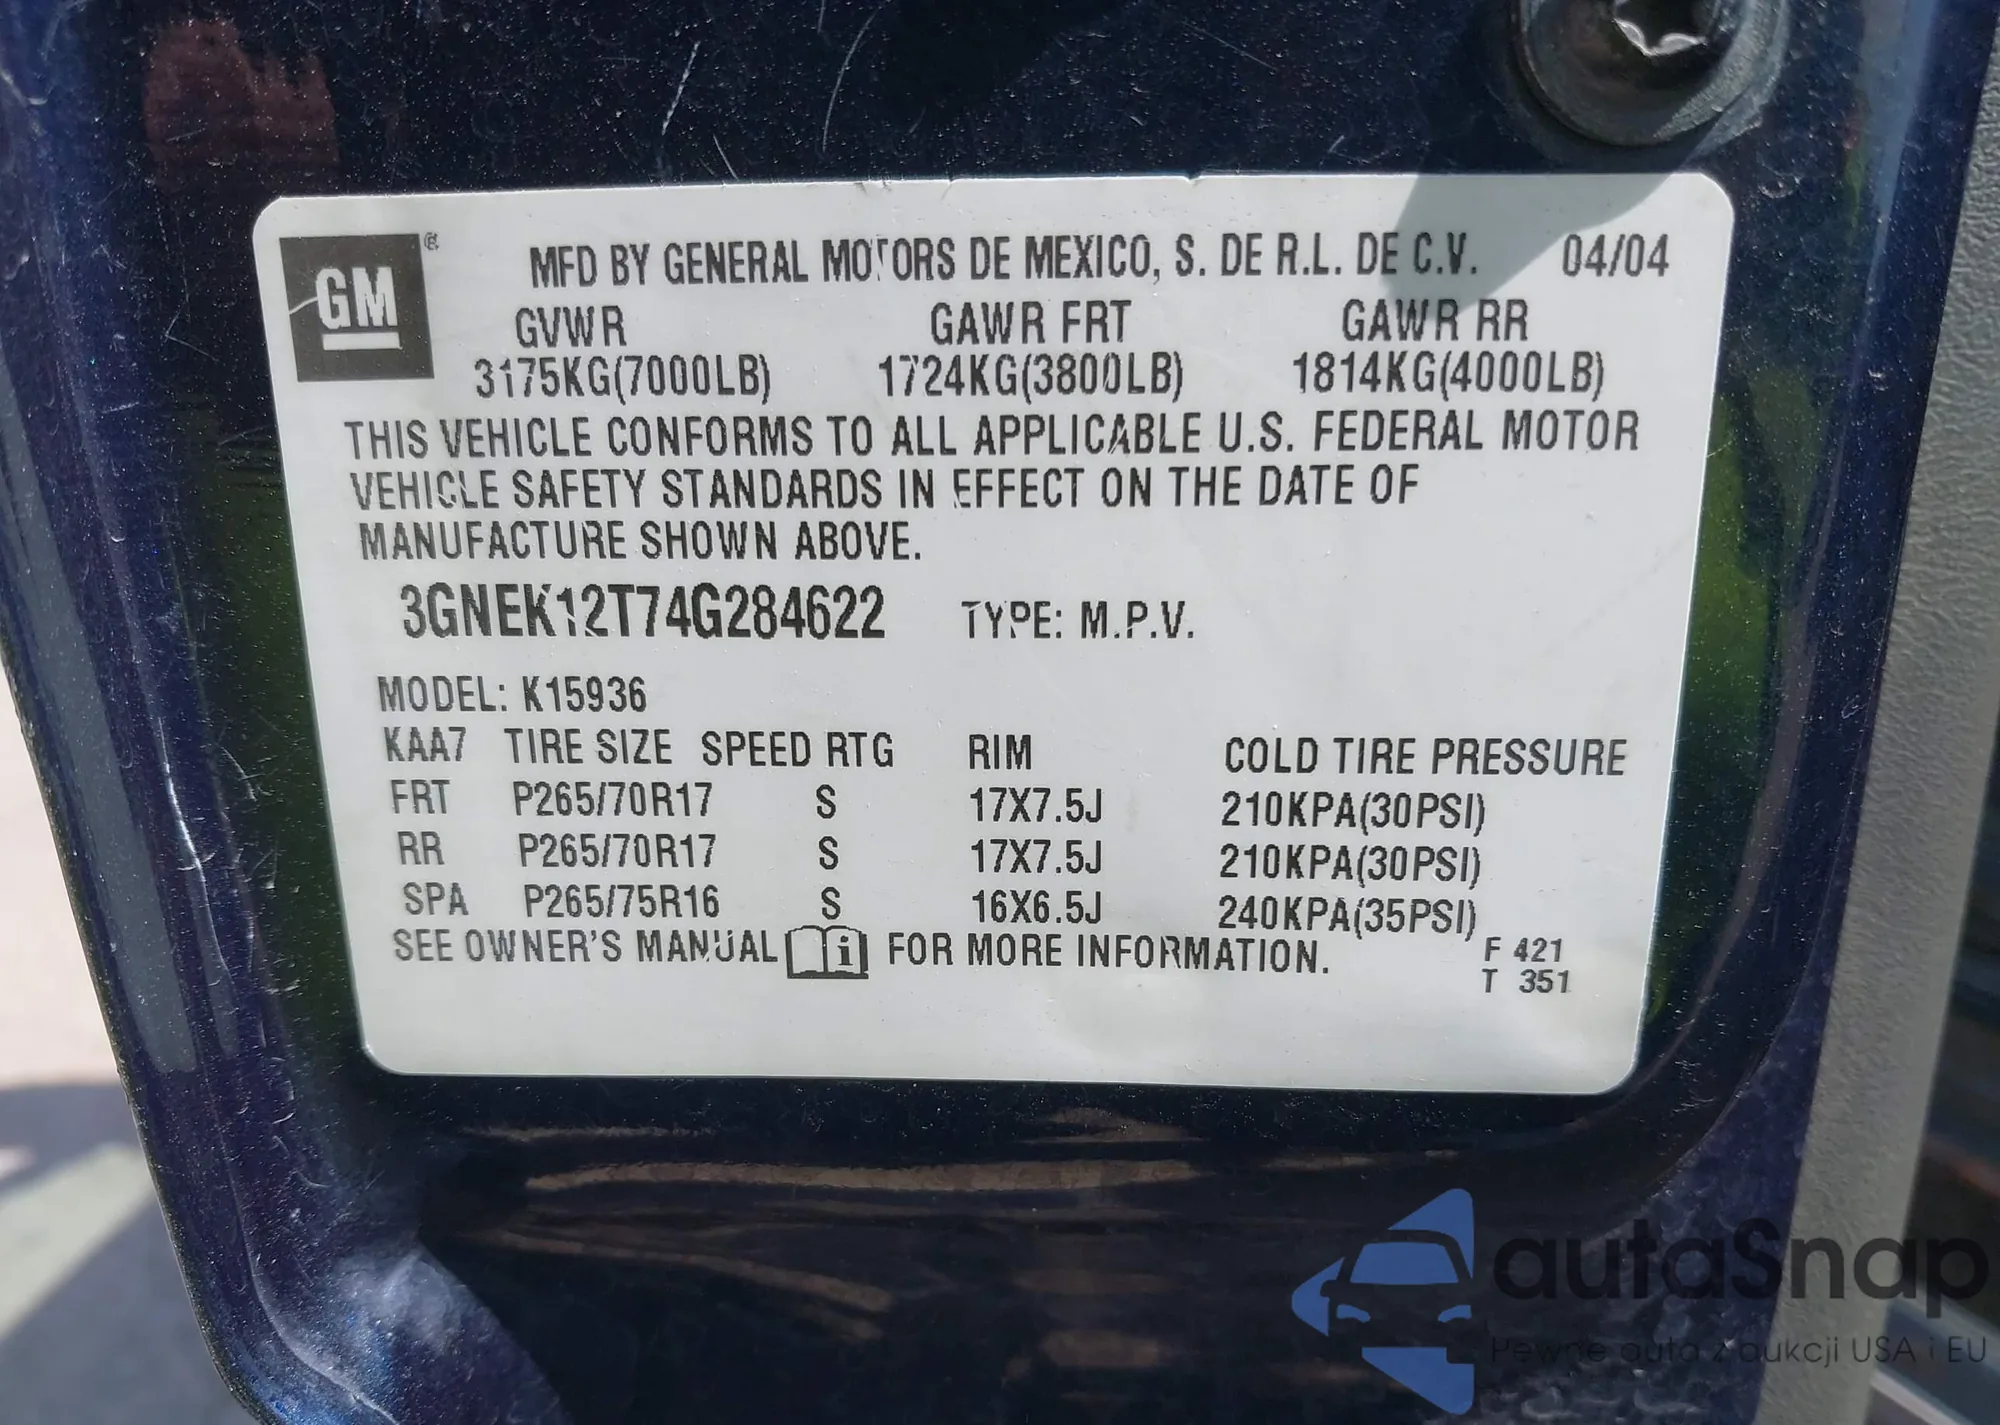 GM ®
MFD BY GENERAL MOTORS DE MEXICO, S. DE R.L. DE C.V. 04/04
GVWR GAWR FRT GAWR RR
3175KG(7000LB) 1724KG(3800LB) 1814KG(4000LB)
THIS VEHICLE CONFORMS TO ALL APPLICABLE U.S. FEDERAL MOTOR
VEHICLE SAFETY STANDARDS IN EFFECT ON THE DATE OF
MANUFACTURE SHOWN ABOVE.
3GNEK12T74G284622 TYPE: M.P.V.
MODEL: K15936
KAA7 TIRE SIZE SPEED RTG RIM COLD TIRE PRESSURE
FRT P265/70R17 S 17X7.5J 210KPA(30PSI)
RR P265/70R17 S 17X7.5J 210KPA(30PSI)
SPA P265/75R16 S 16X6.5J 240KPA(35PSI)
SEE OWNER'S MANUAL i FOR MORE INFORMATION.
F 421
T 351
autaSnap
Pewne auta z aukcji USA i EU